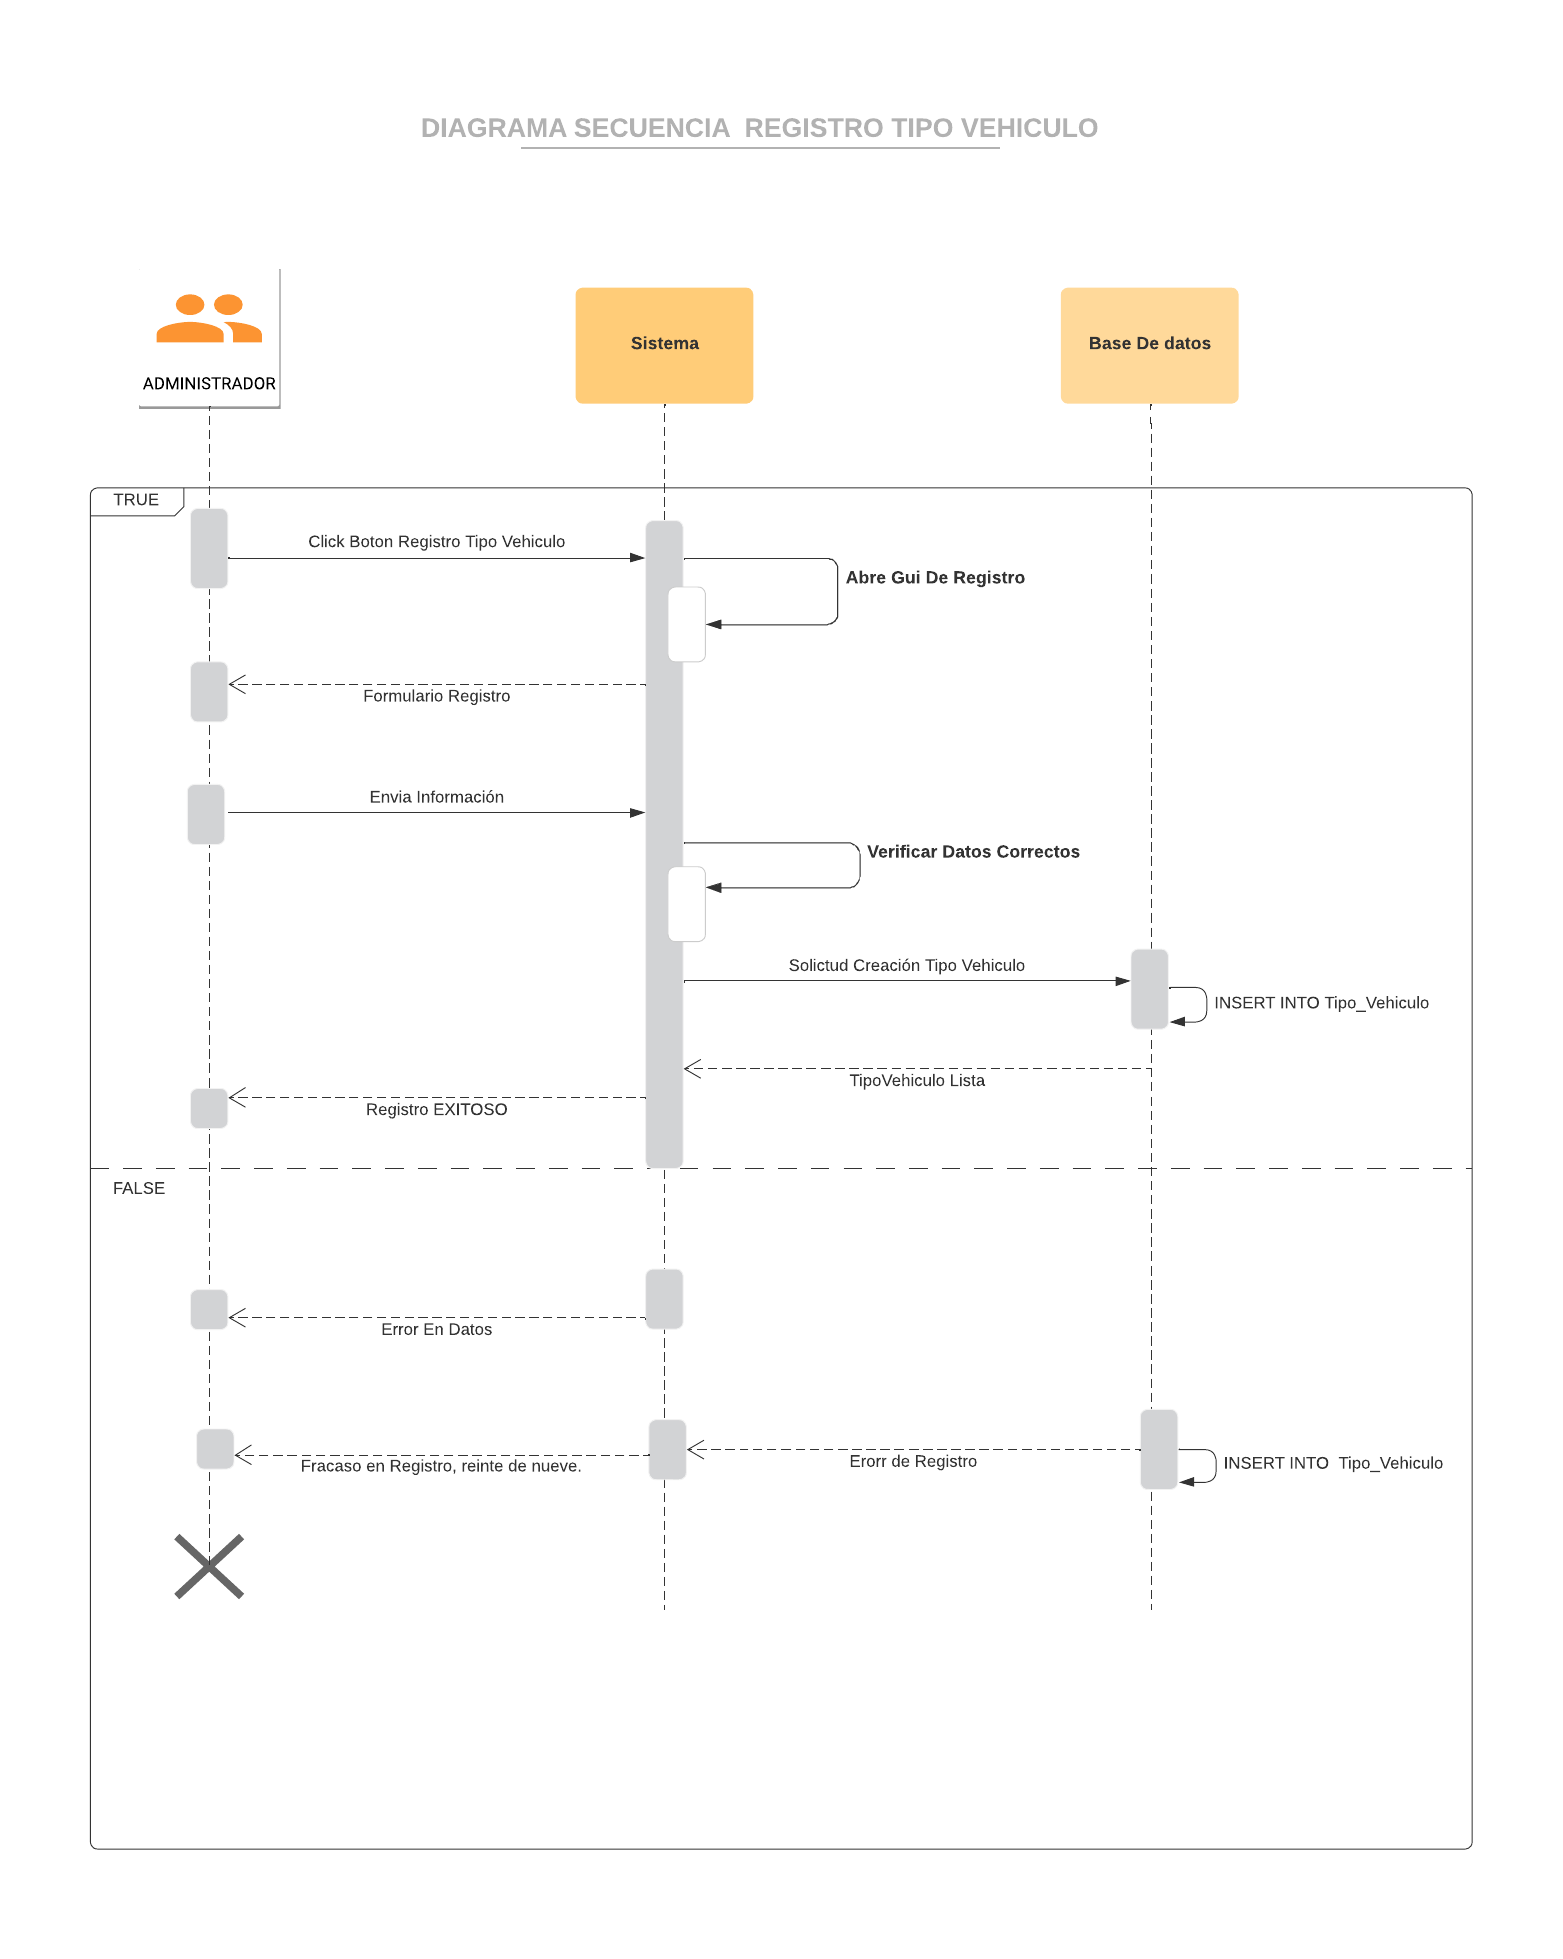 DIAGRAMA SECUENCIA  REGISTRO TIPO VEHICULO
ADMINISTRADOR
Sistema
Base De datos
TRUE
Click Boton Registro Tipo Vehiculo
Abre Gui De Registro
Formulario Registro
Envia Información
Verificar Datos Correctos
Solictud Creación Tipo Vehiculo
INSERT INTO Tipo_Vehiculo
TipoVehiculo Lista
Registro EXITOSO
FALSE
Error En Datos
Erorr de Registro
INSERT INTO  Tipo_Vehiculo
Fracaso en Registro, reinte de nueve.